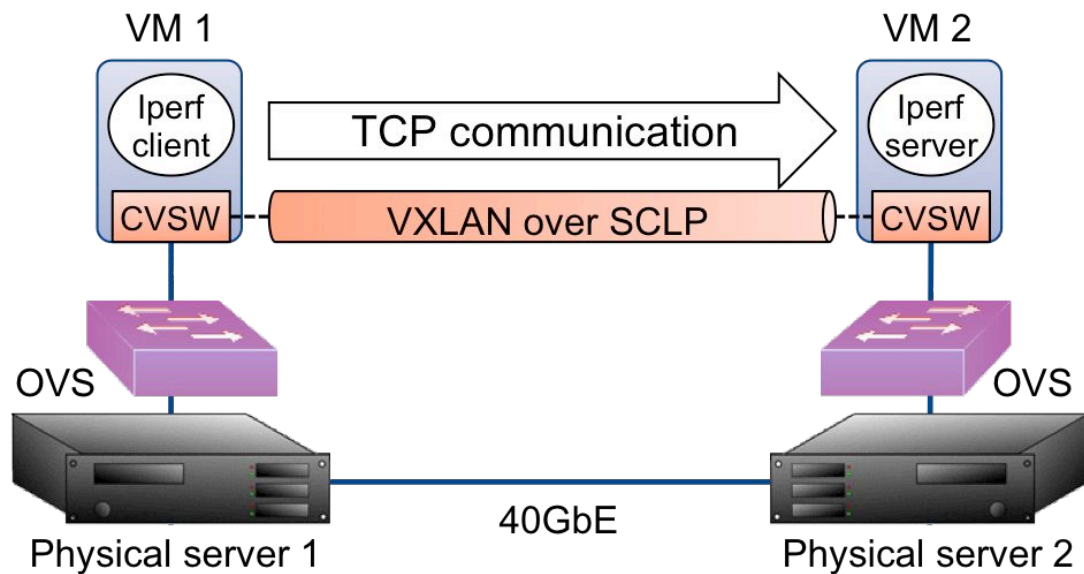 VM 1
VM 2
Iperf
client
TCP communication
Iperf
server
CVSW
VXLAN over SCLP
CVSW
OVS
OVS
40GbE
Physical server 1
Physical server 2